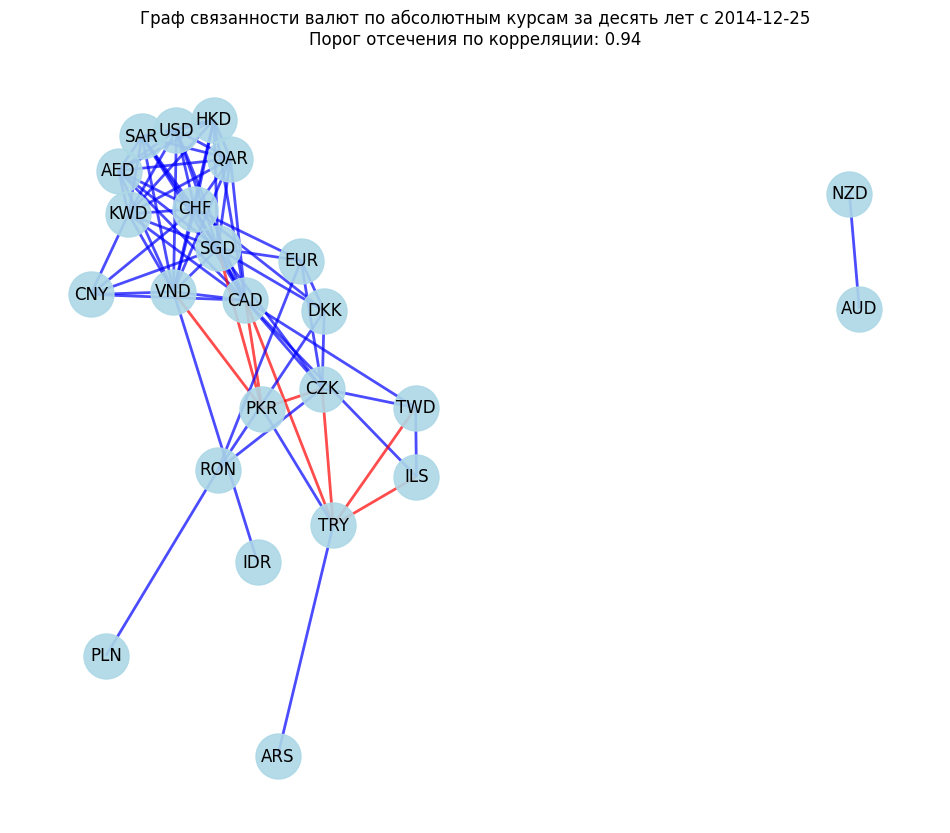 Граф связанности валют по абсолютным курсам за десять лет с 2014-12-25
Порог отсечения по корреляции: 0.94
HKD
USD
SAR
QAR
AED
NZD
CHF
KWD
SGD
EUR
CNY
VND
CAD
DKK
AUD
CZK
PKR
TWD
RON
ILS
TRY
IDR
PLN
ARS